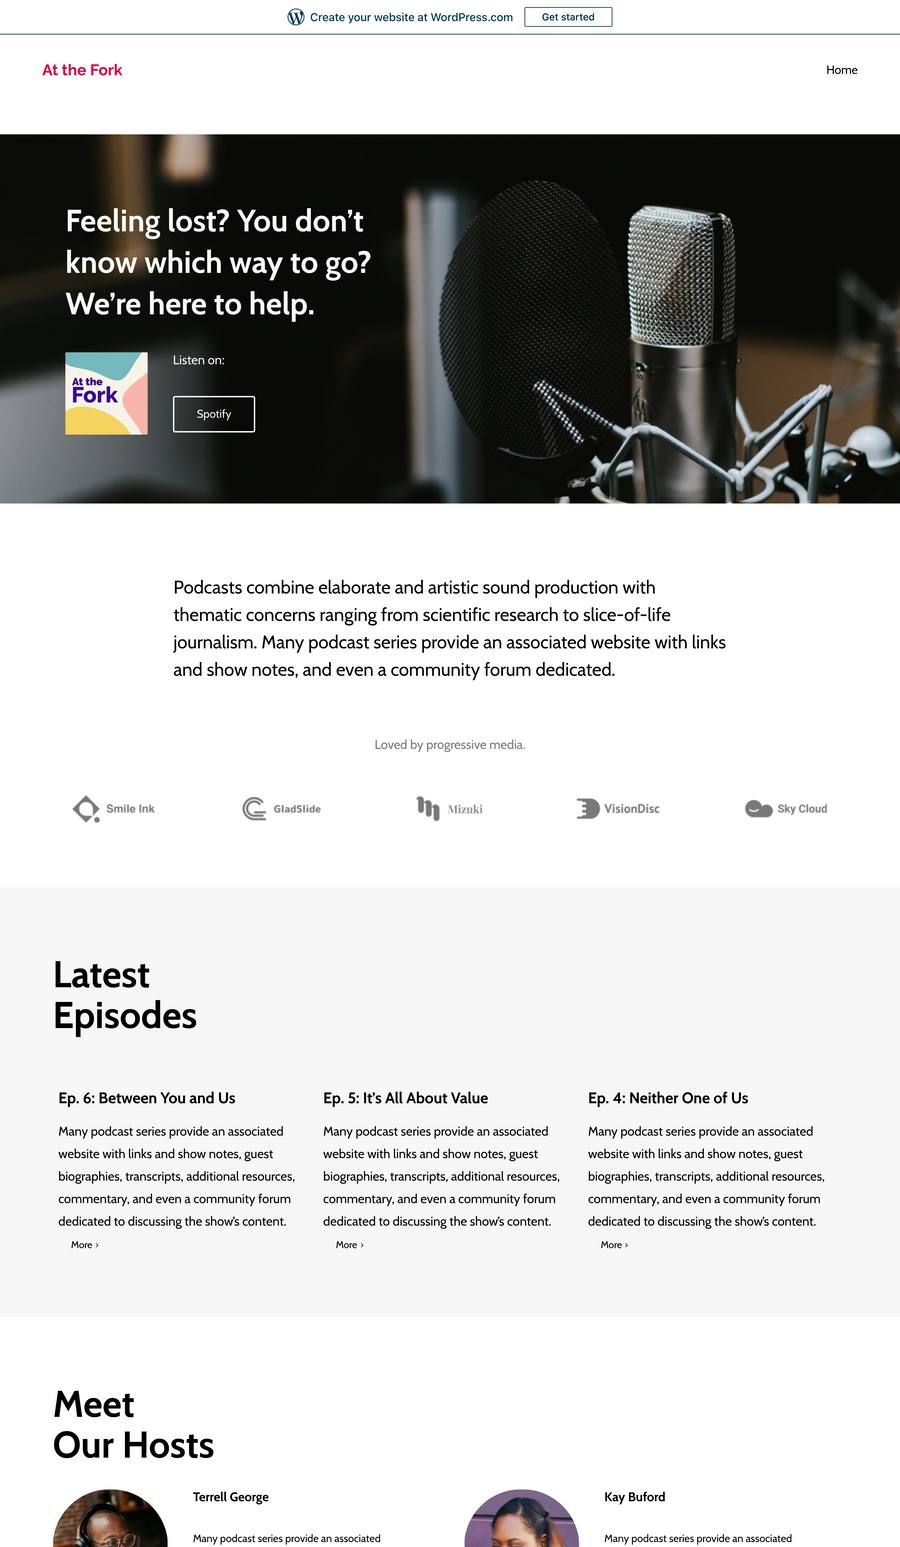 Create your website at WordPress.com
Get started
At the Fork
Home
Feeling lost? You don’t
know which way to go?
We’re here to help.
At the
Fork
Listen on:
Spotify
Podcasts combine elaborate and artistic sound production with
thematic concerns ranging from scientific research to slice-of-life
journalism. Many podcast series provide an associated website with links
and show notes, and even a community forum dedicated.
Loved by progressive media.
Smile Ink
GladSlide
Mizuki
VisionDisc
Sky Cloud
Latest
Episodes
Ep. 6: Between You and Us
Many podcast series provide an associated
website with links and show notes, guest
biographies, transcripts, additional resources,
commentary, and even a community forum
dedicated to discussing the show’s content.
More ›
Ep. 5: It’s All About Value
Many podcast series provide an associated
website with links and show notes, guest
biographies, transcripts, additional resources,
commentary, and even a community forum
dedicated to discussing the show’s content.
More ›
Ep. 4: Neither One of Us
Many podcast series provide an associated
website with links and show notes, guest
biographies, transcripts, additional resources,
commentary, and even a community forum
dedicated to discussing the show’s content.
More ›
Meet
Our Hosts
Terrell George
Many podcast series provide an associated
Kay Buford
Many podcast series provide an associated